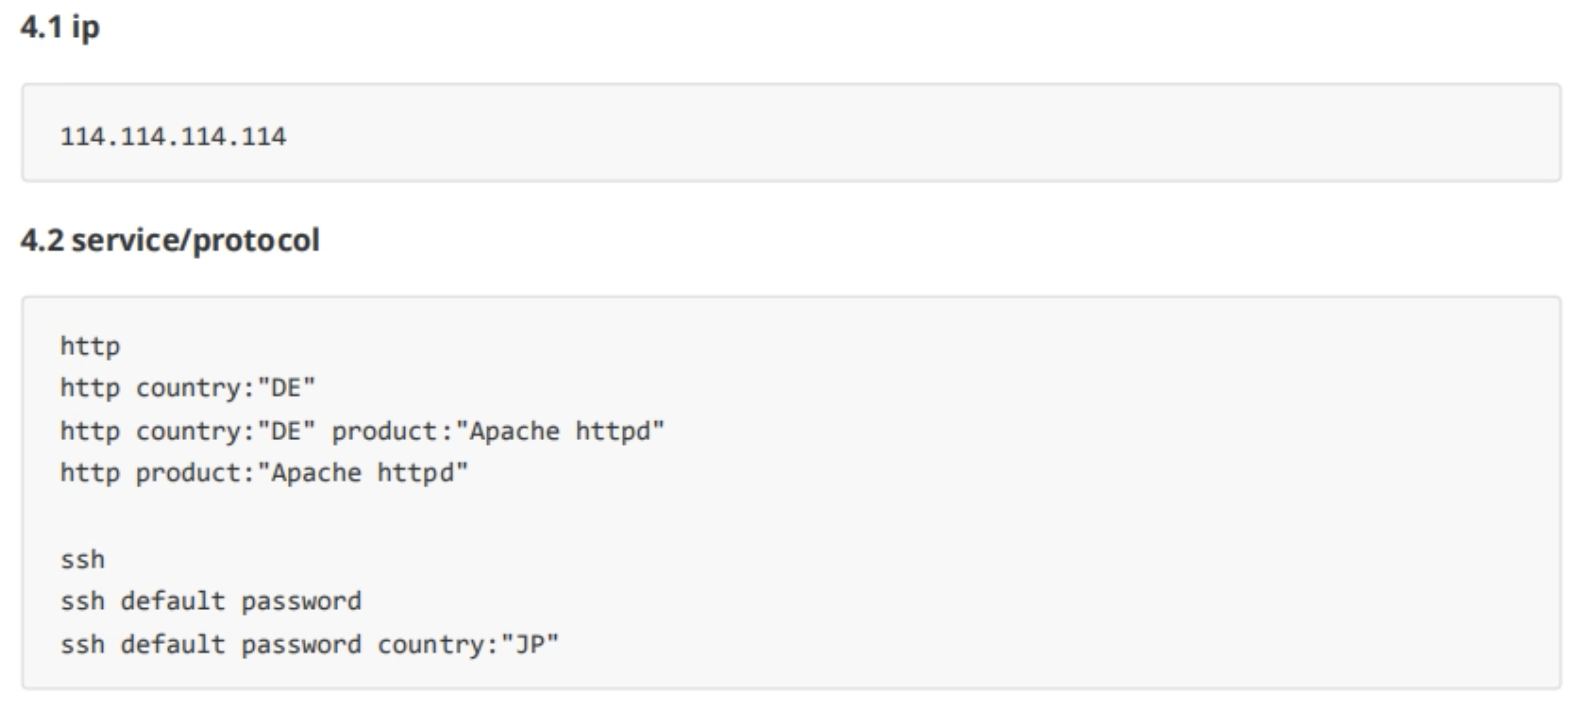 4.1 ip
114.114.114.114
4.2 service/protocol
http
http country:"DE"
http country:"DE" product:"Apache httpd"
http product:"Apache httpd"
ssh
ssh default password
ssh default password country:"JP"